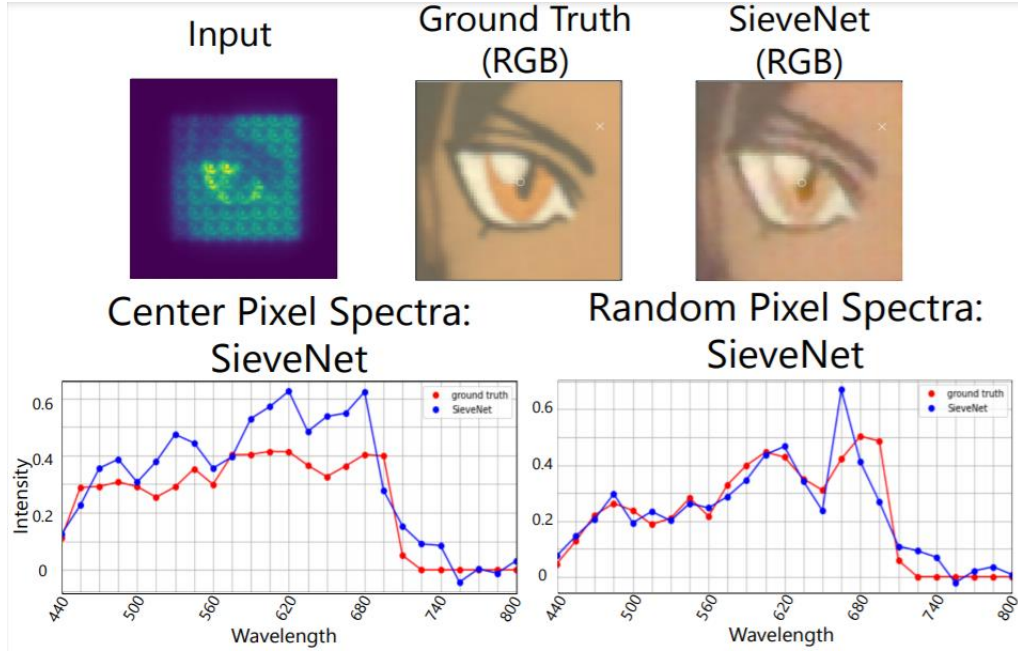 Input
Ground Truth
(RGB)
SieveNet
(RGB)
Center Pixel Spectra:
SieveNet
Random Pixel Spectra:
SieveNet
ground truth
SieveNet
0.6
0.4
0.2
0
Intensity
440
500
560
620
680
740
800
Wavelength
ground truth
SieveNet
0.6
0.4
0.2
0
440
500
560
620
680
740
800
Wavelength